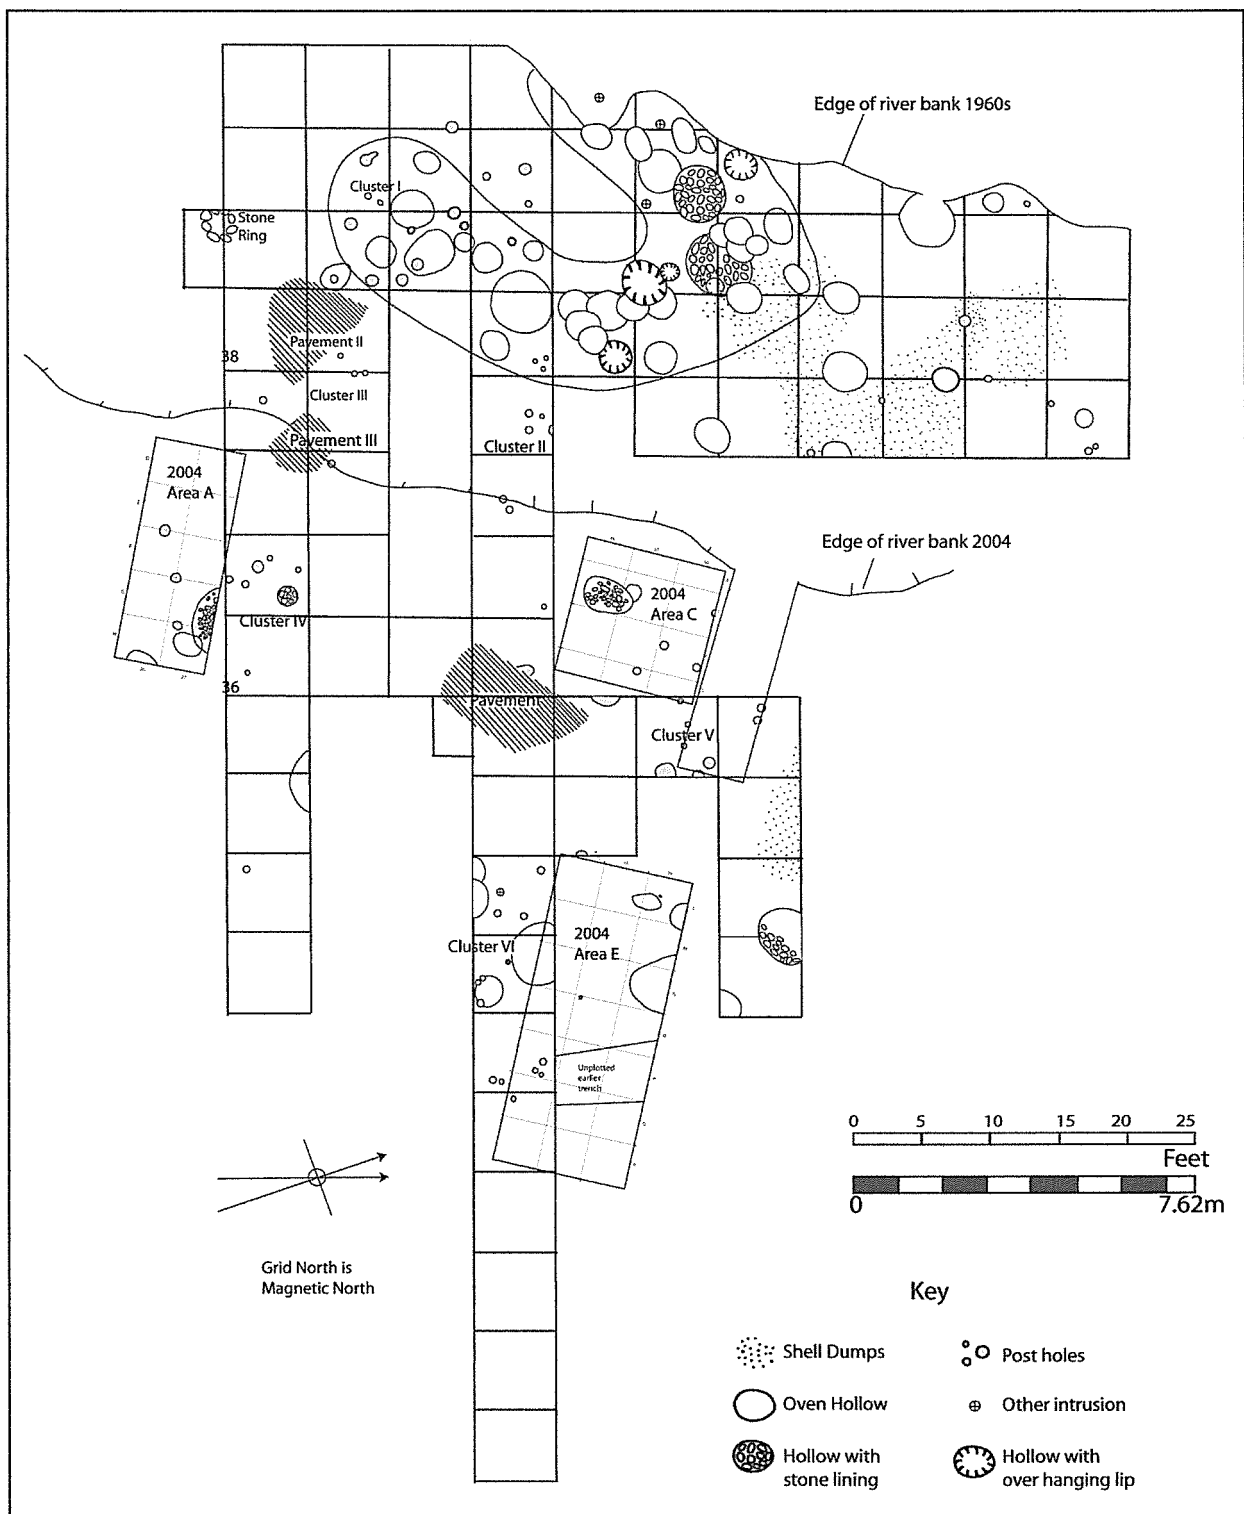 Edge of river bank 1960s
Cluster I
Stone
Ring
Pavement II
38
Cluster III
Pavement III
Cluster II
2004
Area A
Edge of river bank 2004
2004
Area C
Cluster IV
36
Pavement
Cluster V
2004
Area E
Cluster VI
Unplotted
earlier
trench
0 5 10 15 20 25
Feet
0 7.62m
Grid North is
Magnetic North
Key
Shell Dumps
Post holes
Oven Hollow
Other intrusion
Hollow with
stone lining
Hollow with
over hanging lip